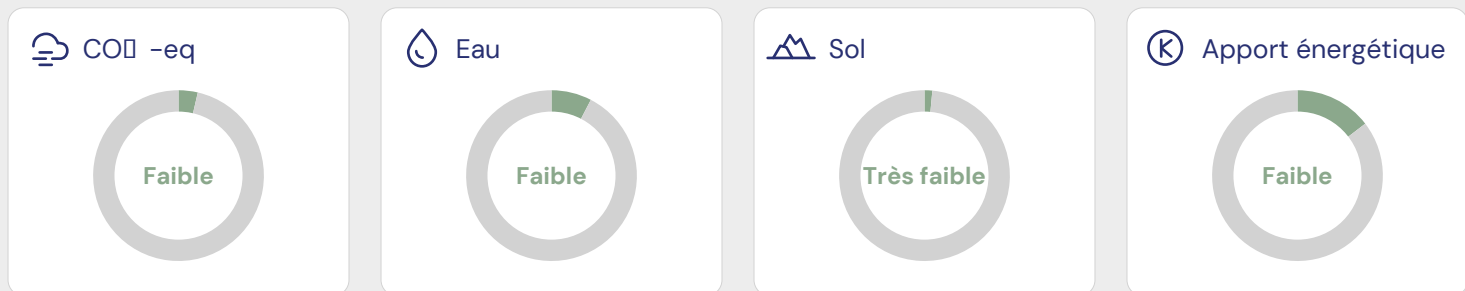 CO▯ -eq
Eau
Sol
Apport énergétique
Faible
Faible
Très faible
Faible